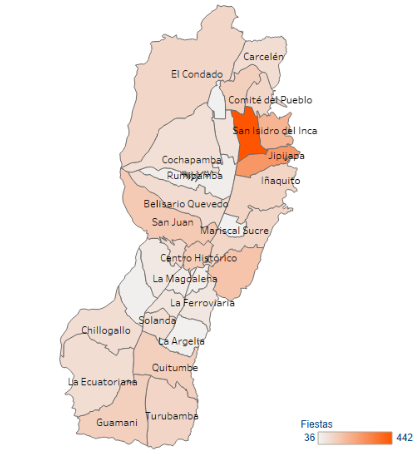 Carcelén
El Condado
Comité del Pueblo
San Isidro del Inca
Jipijapa
Cochapamba
Rumipamba
Iñaquito
Belisario Quevedo
San Juan
Mariscal Sucre
Centro Histórico
La Magdalena
La Ferroviaria
Solanda
Chillogallo
La Argelia
Quitumbe
La Ecuatoriana
Turubamba
Guamani
Fiestas
36 442